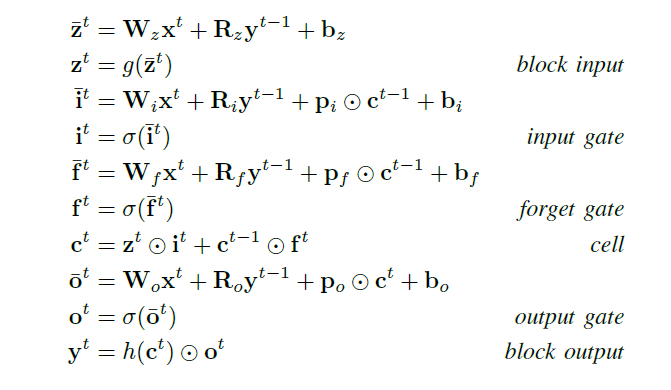 z̄ᵗ = W_z xᵗ + R_z yᵗ⁻¹ + b_z
zᵗ = g(z̄ᵗ) block input
īᵗ = W_i xᵗ + R_i yᵗ⁻¹ + p_i ⊙ cᵗ⁻¹ + b_i
iᵗ = σ(īᵗ) input gate
f̄ᵗ = W_f xᵗ + R_f yᵗ⁻¹ + p_f ⊙ cᵗ⁻¹ + b_f
fᵗ = σ(f̄ᵗ) forget gate
cᵗ = zᵗ ⊙ iᵗ + cᵗ⁻¹ ⊙ fᵗ cell
ōᵗ = W_o xᵗ + R_o yᵗ⁻¹ + p_o ⊙ cᵗ + b_o
oᵗ = σ(ōᵗ) output gate
yᵗ = h(cᵗ) ⊙ oᵗ block output